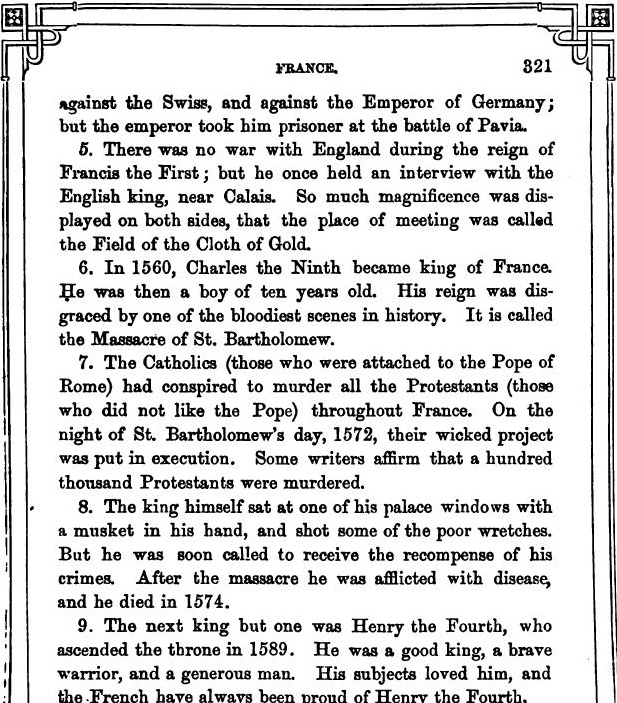 FRANCE. 321
against the Swiss, and against the Emperor of Germany;
but the emperor took him prisoner at the battle of Pavia.
5. There was no war with England during the reign of
Francis the First; but he once held an interview with the
English king, near Calais. So much magnificence was dis-
played on both sides, that the place of meeting was called
the Field of the Cloth of Gold.
6. In 1560, Charles the Ninth became king of France.
He was then a boy of ten years old. His reign was dis-
graced by one of the bloodiest scenes in history. It is called
the Massacre of St. Bartholomew.
7. The Catholics (those who were attached to the Pope of
Rome) had conspired to murder all the Protestants (those
who did not like the Pope) throughout France. On the
night of St. Bartholomew's day, 1572, their wicked project
was put in execution. Some writers affirm that a hundred
thousand Protestants were murdered.
8. The king himself sat at one of his palace windows with
a musket in his hand, and shot some of the poor wretches.
But he was soon called to receive the recompense of his
crimes. After the massacre he was afflicted with disease,
and he died in 1574.
9. The next king but one was Henry the Fourth, who
ascended the throne in 1589. He was a good king, a brave
warrior, and a generous man. His subjects loved him, and
the French have always been proud of Henry the Fourth.